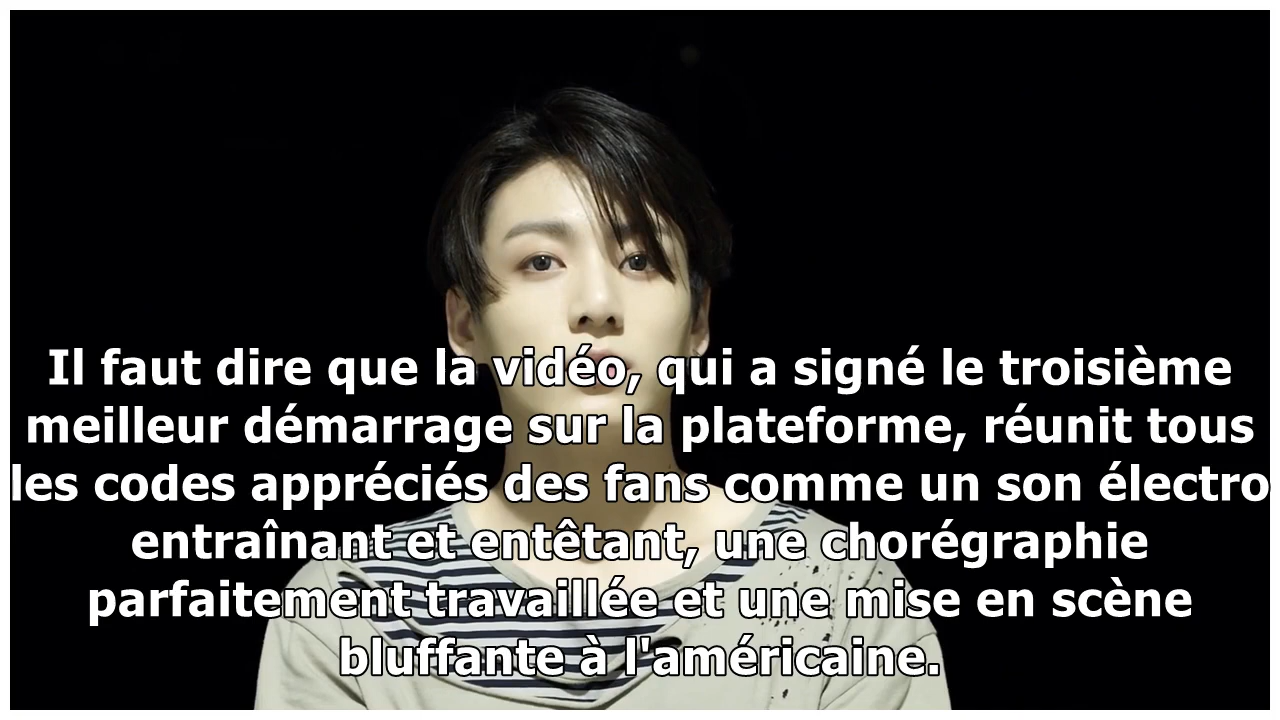 Il faut dire que la vidéo, qui a signé le troisième
meilleur démarrage sur la plateforme, réunit tous
les codes appréciés des fans comme un son électro
entraînant et entêtant, une chorégraphie
parfaitement travaillée et une mise en scène
bluffante à l'américaine.